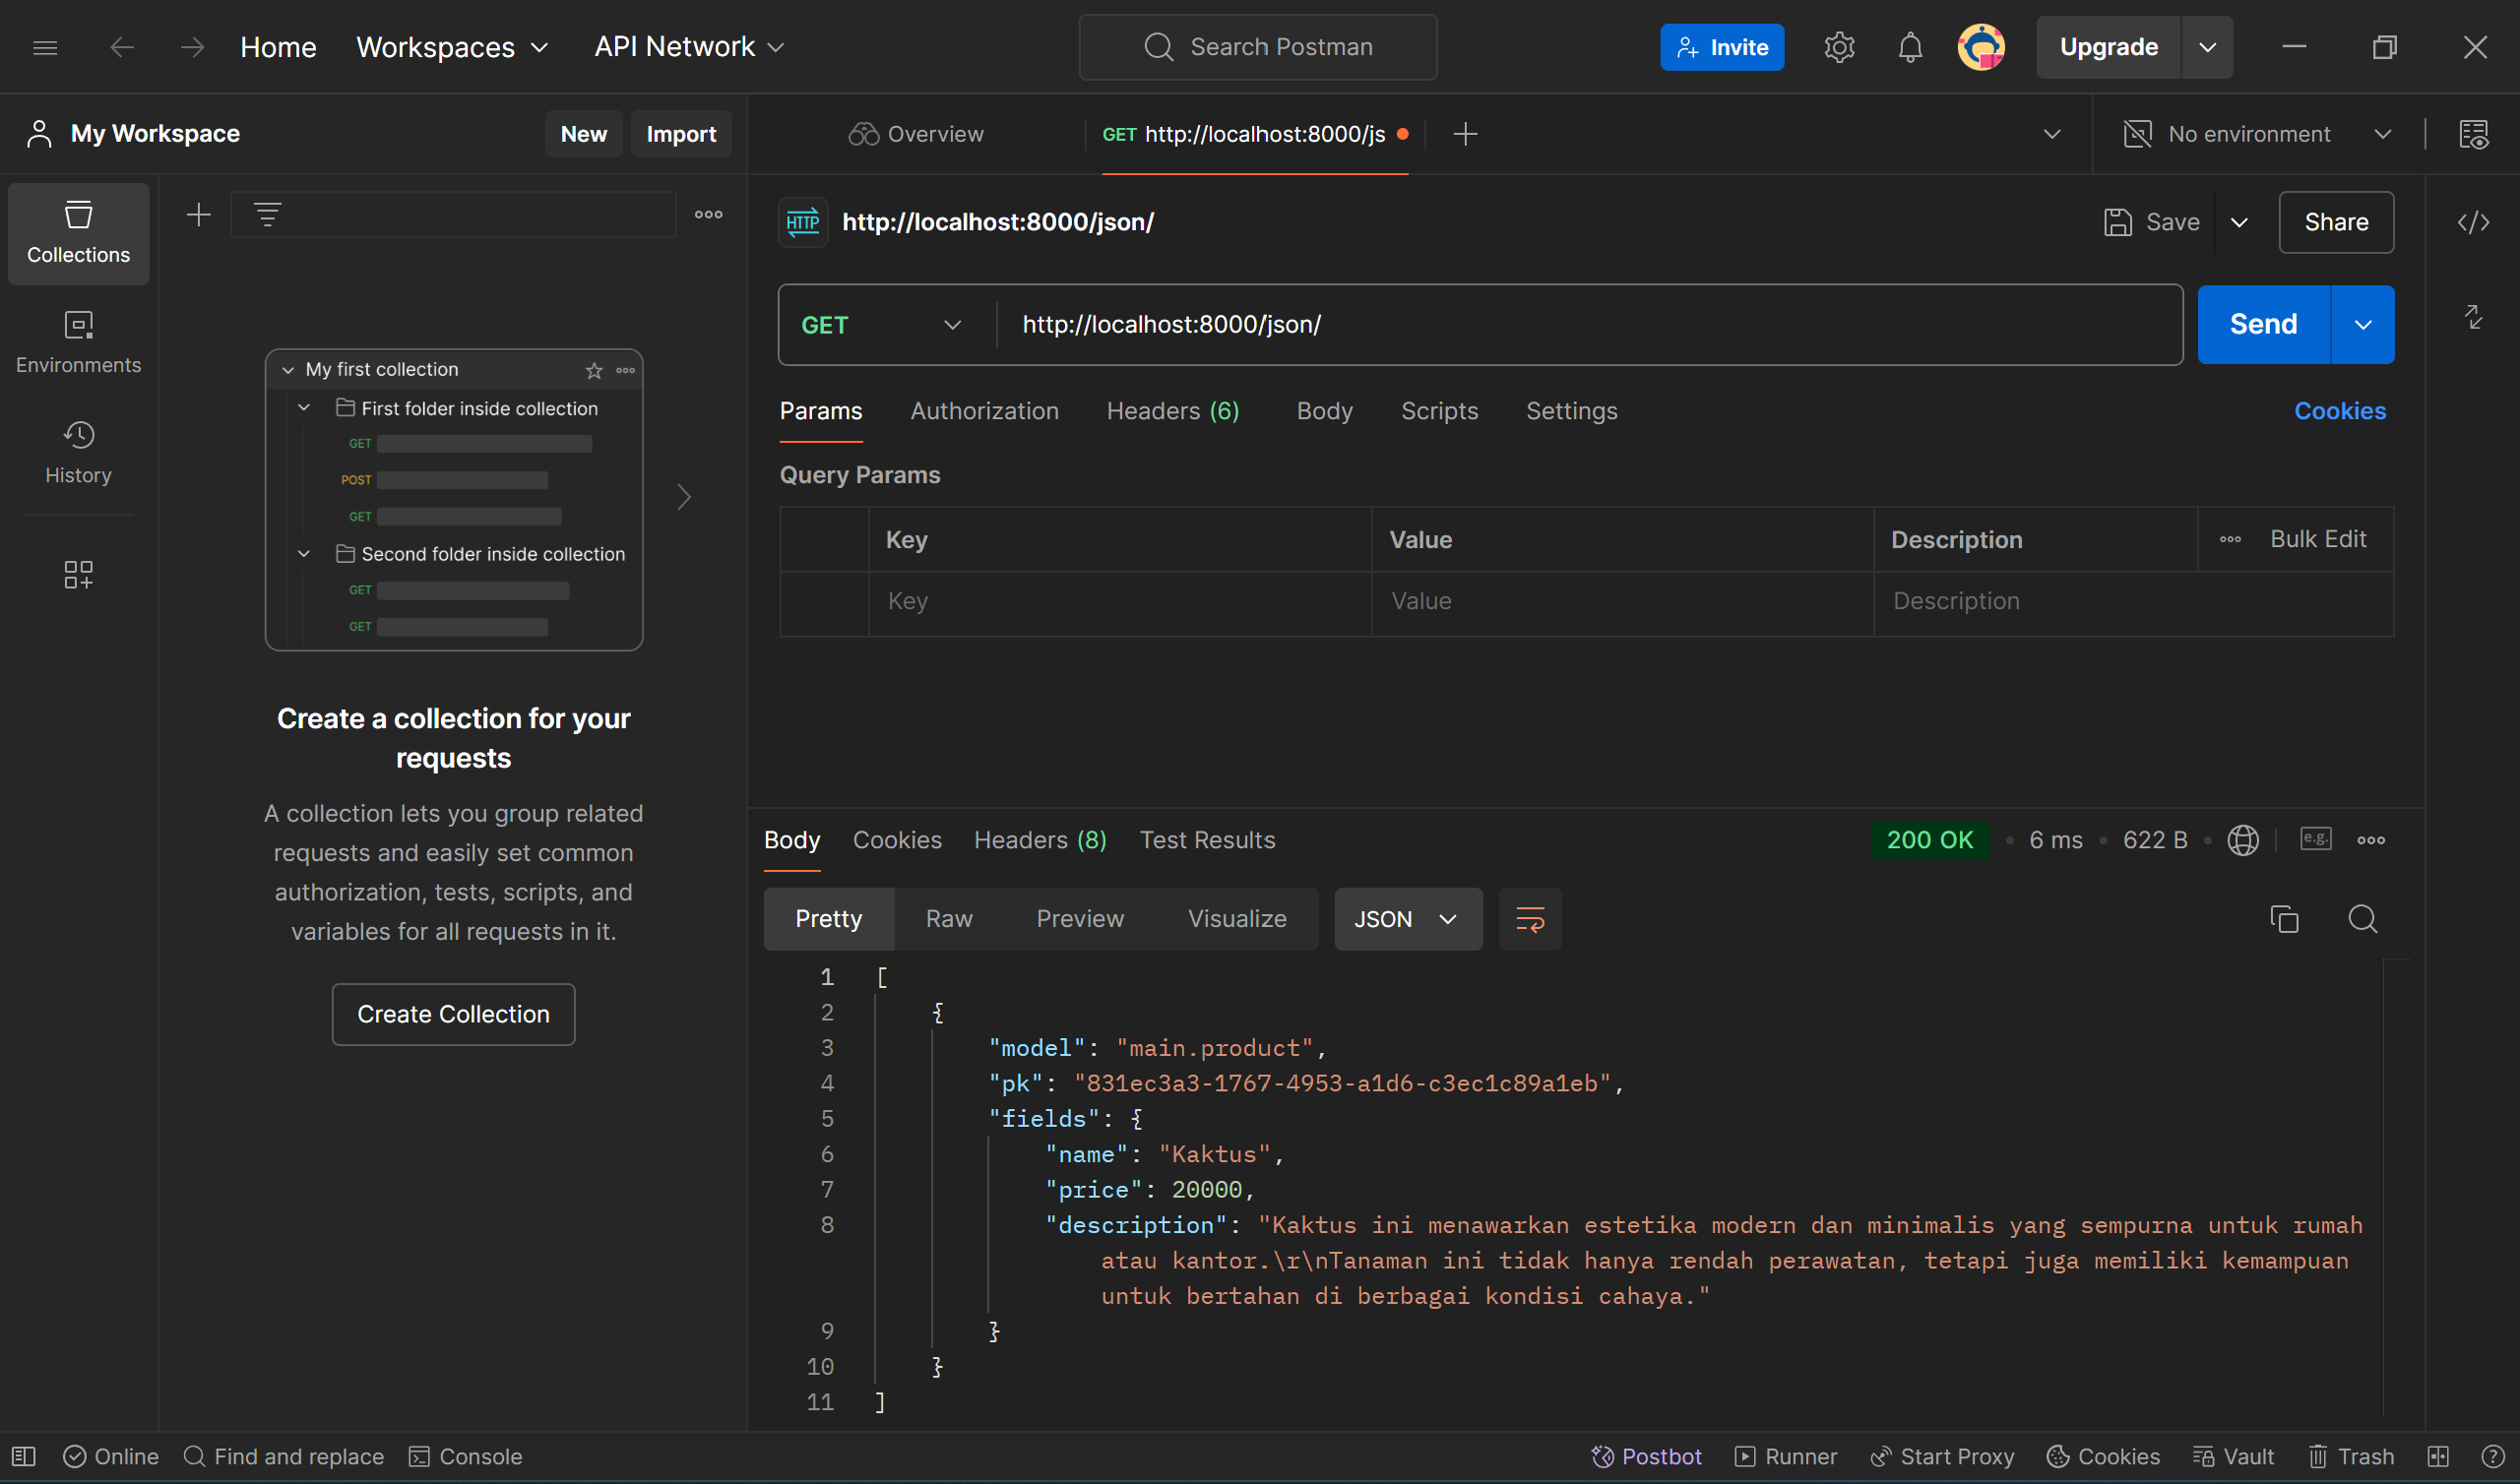 Home Workspaces API Network Search Postman Invite Upgrade
My Workspace New Import
Overview GET http://localhost:8000/js No environment
Collections
Environments
History
My first collection
First folder inside collection
GET
POST
GET
Second folder inside collection
GET
GET
Create a collection for your
requests
A collection lets you group related
requests and easily set common
authorization, tests, scripts, and
variables for all requests in it.
Create Collection
HTTP http://localhost:8000/json/ Save Share
GET http://localhost:8000/json/ Send
Params Authorization Headers (6) Body Scripts Settings Cookies
Query Params
Key Value Description Bulk Edit
Key Value Description
Body Cookies Headers (8) Test Results 200 OK • 6 ms • 622 B • e.g.
Pretty Raw Preview Visualize JSON
1 [
2 {
3 "model": "main.product",
4 "pk": "831ec3a3-1767-4953-a1d6-c3ec1c89a1eb",
5 "fields": {
6 "name": "Kaktus",
7 "price": 20000,
8 "description": "Kaktus ini menawarkan estetika modern dan minimalis yang sempurna untuk rumah
atau kantor.\r\nTanaman ini tidak hanya rendah perawatan, tetapi juga memiliki kemampuan
untuk bertahan di berbagai kondisi cahaya."
9 }
10 }
11 ]
Online Find and replace Console Postbot Runner Start Proxy Cookies Vault Trash